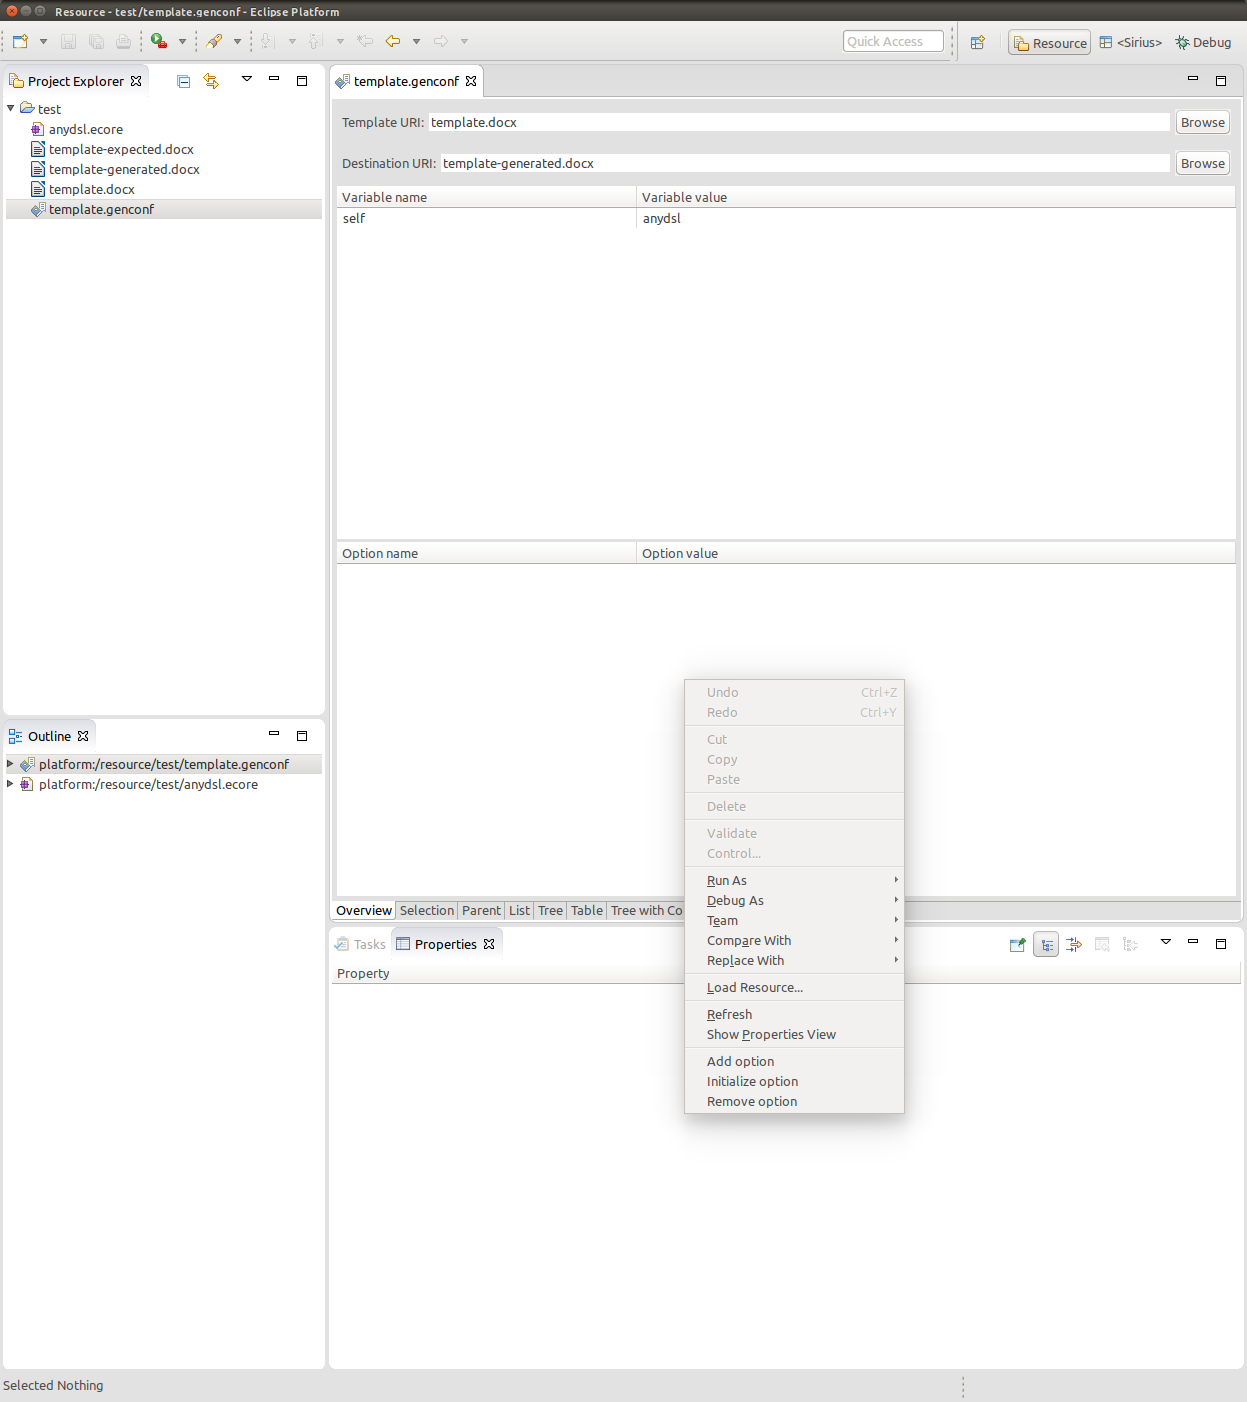 Resource - test/template.genconf - Eclipse Platform
Quick Access
Resource
<Sirius>
Debug
Project Explorer
test
anydsl.ecore
template-expected.docx
template-generated.docx
template.docx
template.genconf
template.genconf
Template URI: template.docx Browse
Destination URI: template-generated.docx Browse
Variable name Variable value
self anydsl
Option name Option value
Undo Ctrl+Z
Redo Ctrl+Y
Cut
Copy
Paste
Delete
Validate
Control...
Run As
Debug As
Team
Compare With
Replace With
Load Resource...
Refresh
Show Properties View
Add option
Initialize option
Remove option
Outline
platform:/resource/test/template.genconf
platform:/resource/test/anydsl.ecore
Overview Selection Parent List Tree Table Tree with Co
Tasks Properties
Property
Selected Nothing